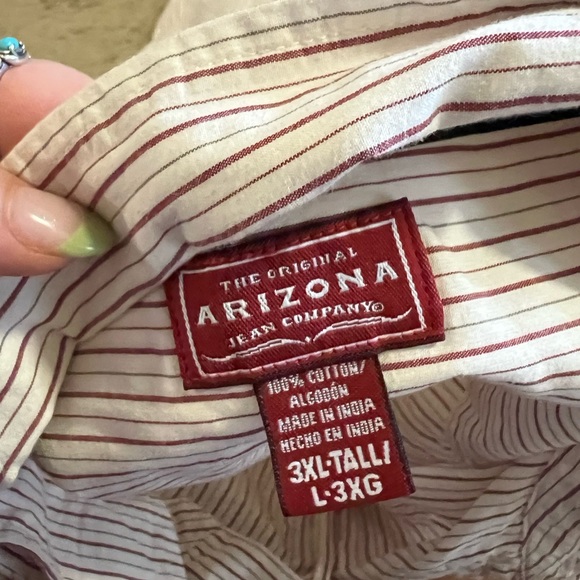 THE ORIGINAL
ARIZONA
JEAN COMPANY©
100% COTTON/
ALGODÓN
MADE IN INDIA
HECHO EN INDIA
3XL-TALL/
L-3XG